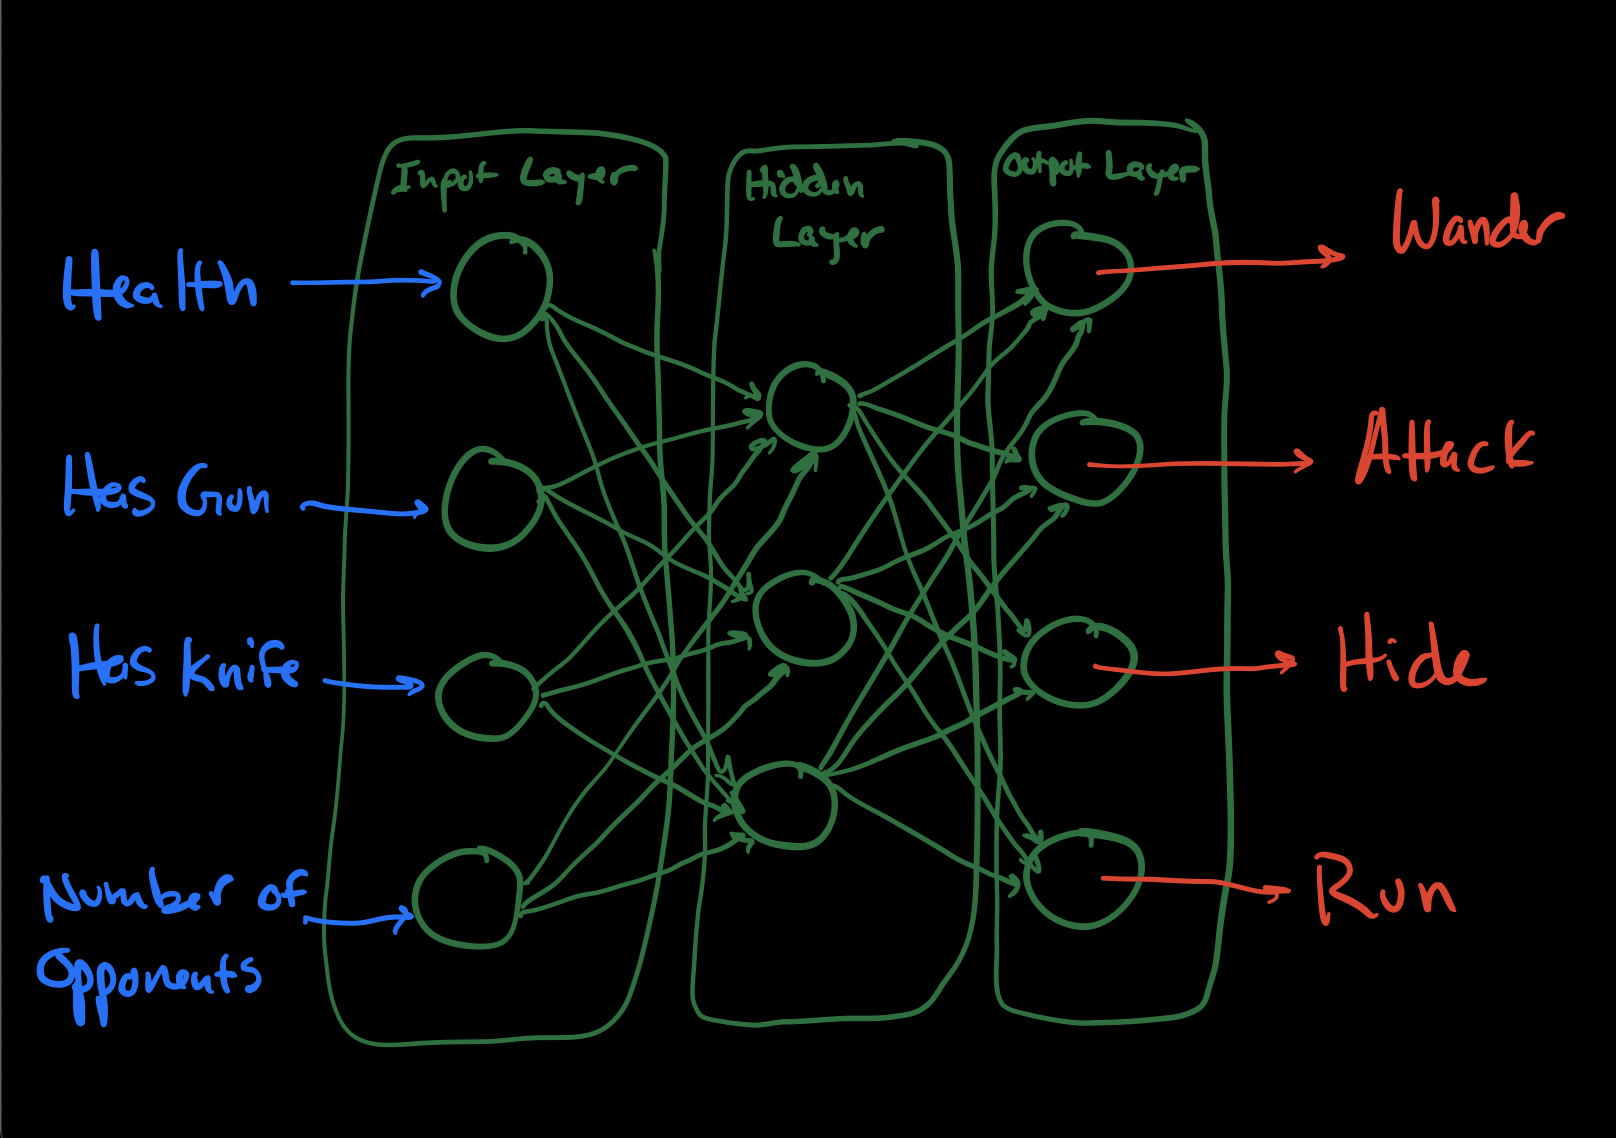 Input Layer
Hidden
Layer
Output Layer
Health
Has Gun
Has Knife
Number of
Opponents
Wander
Attack
Hide
Run